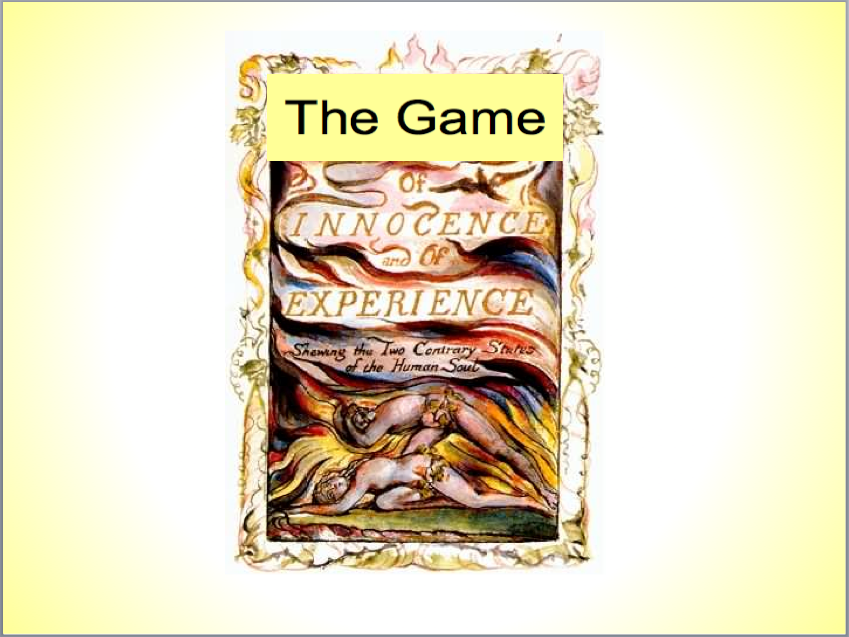 The Game
Of
INNOCENCE
and Of
EXPERIENCE
Shewing the Two Contrary States
of the Human Soul